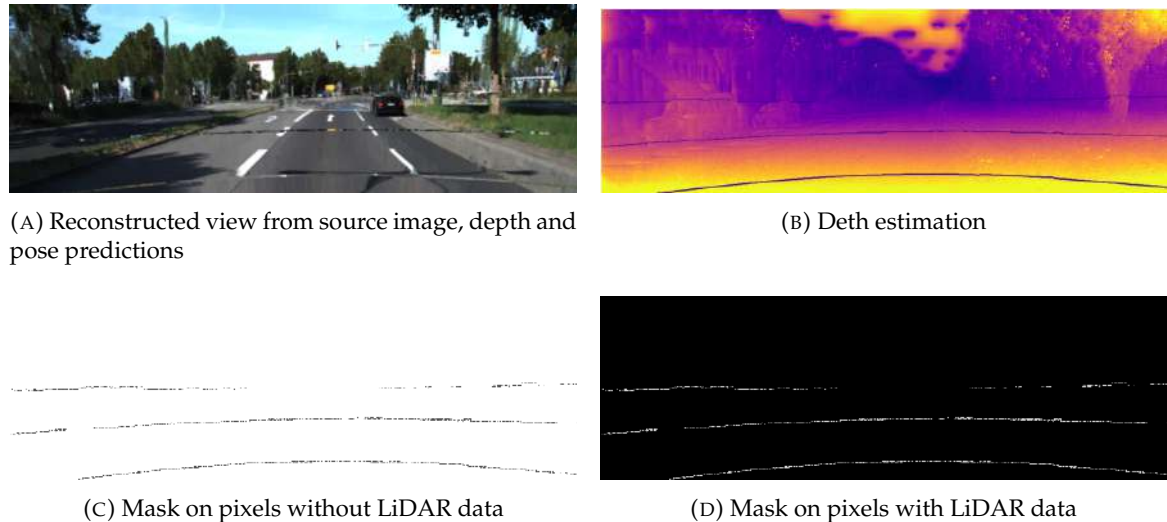 (A) Reconstructed view from source image, depth and
pose predictions
(B) Deth estimation
(C) Mask on pixels without LiDAR data
(D) Mask on pixels with LiDAR data